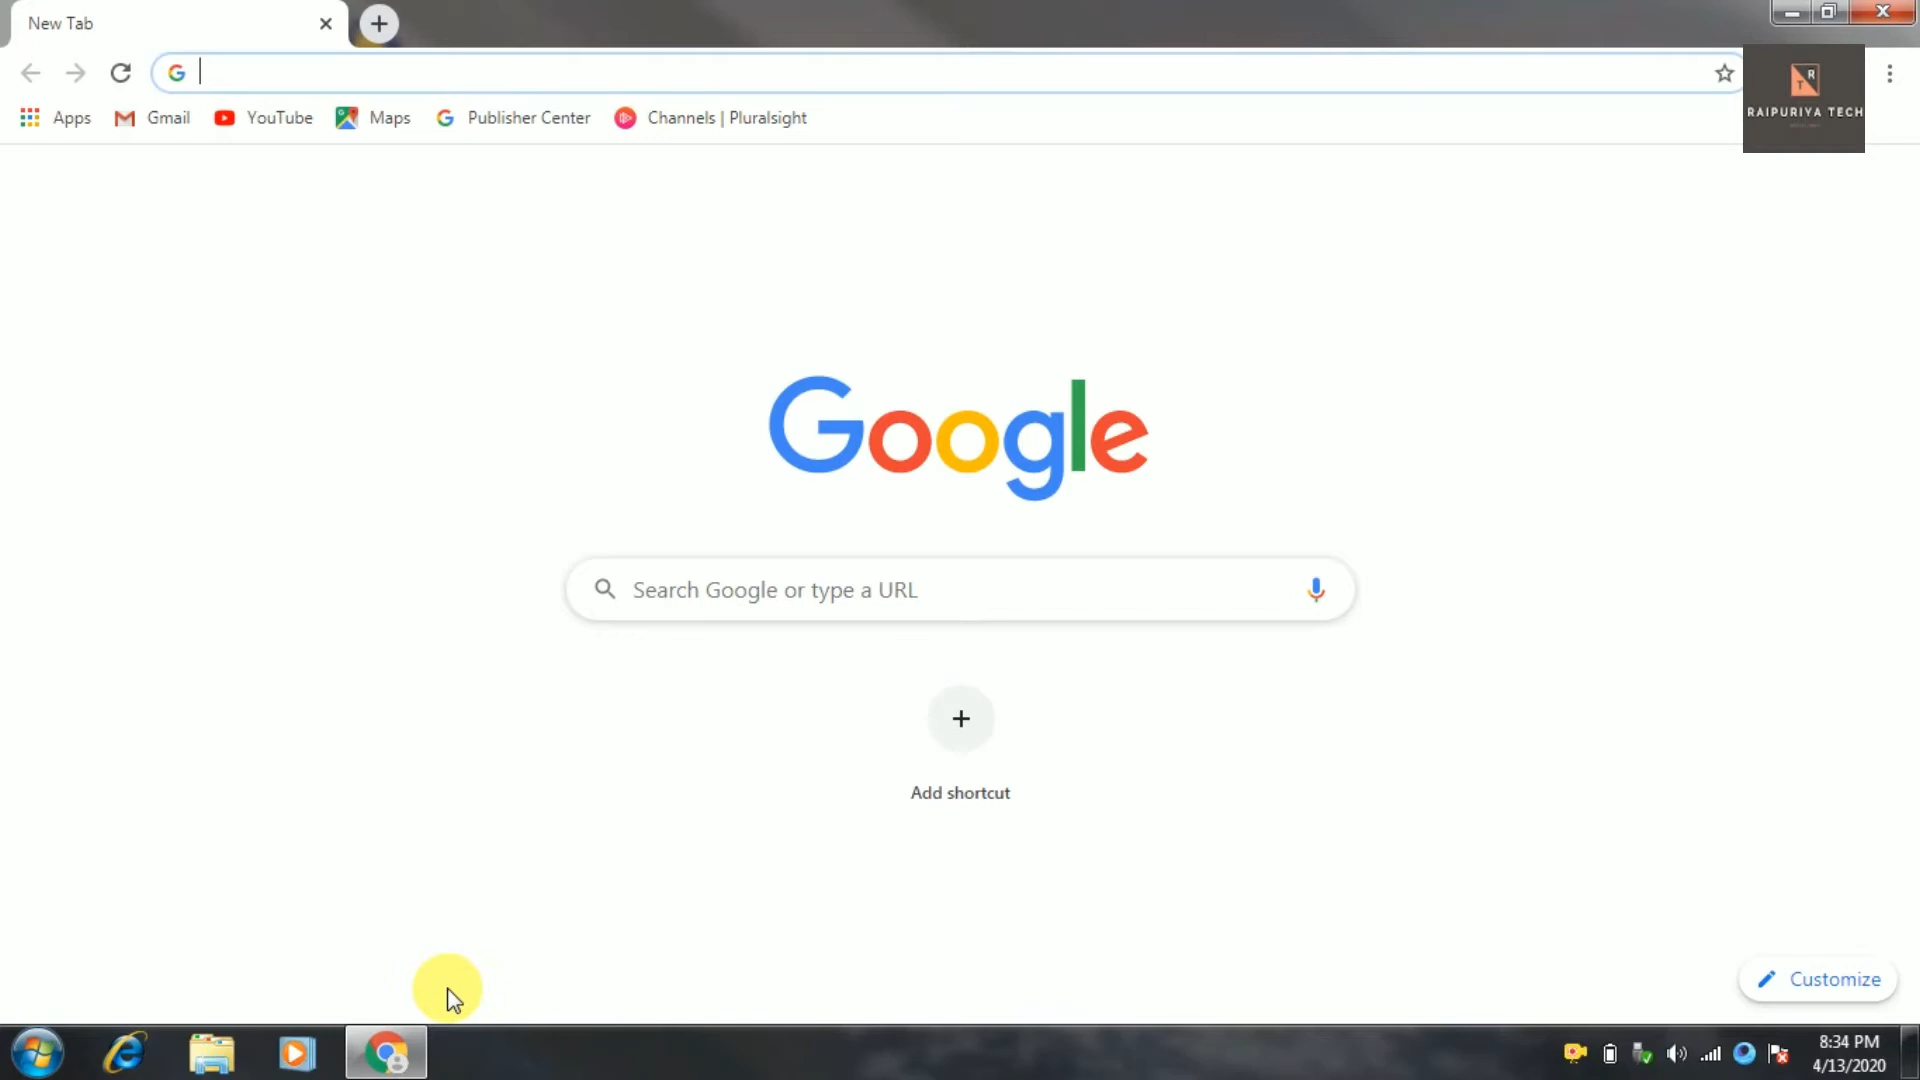 New Tab
Apps
Gmail
YouTube
Maps
Publisher Center
Channels | Pluralsight
R
T
RAIPURIYA TECH
Google
Search Google or type a URL
Add shortcut
Customize
8:34 PM
4/13/2020